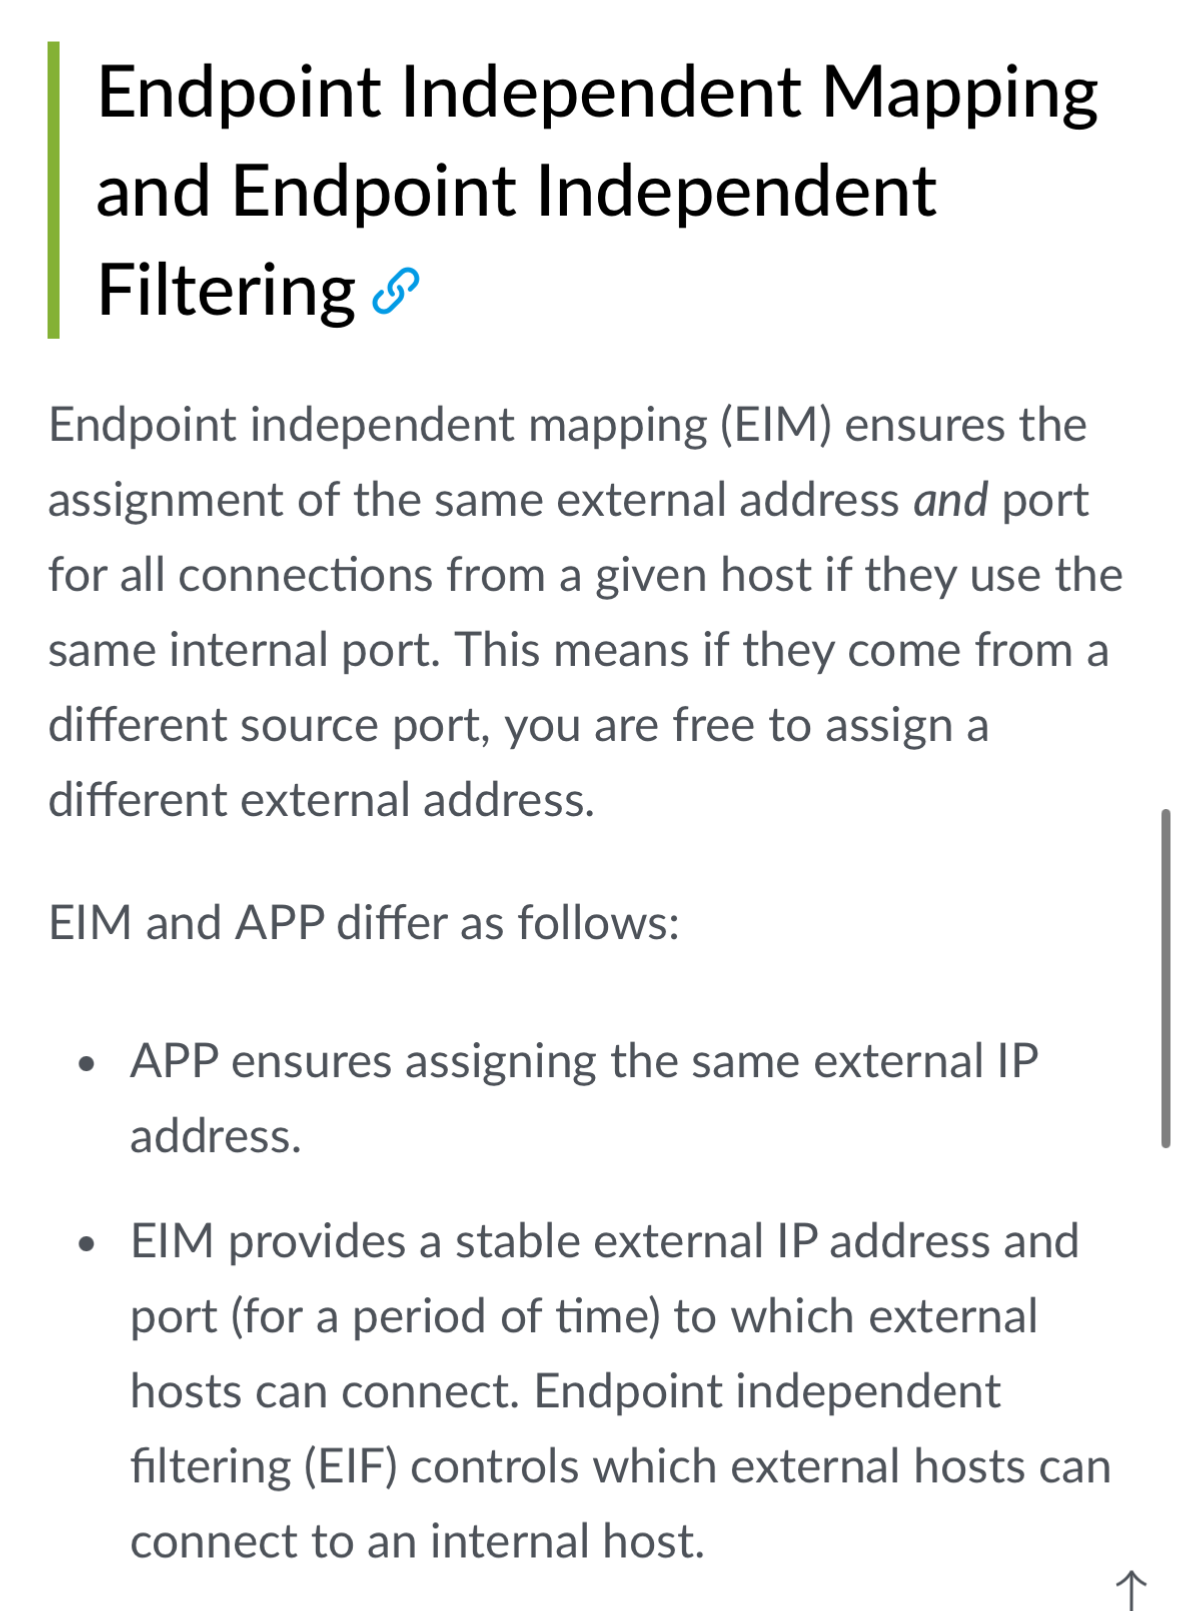 Endpoint Independent Mapping
and Endpoint Independent
Filtering
Endpoint independent mapping (EIM) ensures the
assignment of the same external address and port
for all connections from a given host if they use the
same internal port. This means if they come from a
different source port, you are free to assign a
different external address.
EIM and APP differ as follows:
• APP ensures assigning the same external IP
address.
• EIM provides a stable external IP address and
port (for a period of time) to which external
hosts can connect. Endpoint independent
filtering (EIF) controls which external hosts can
connect to an internal host.